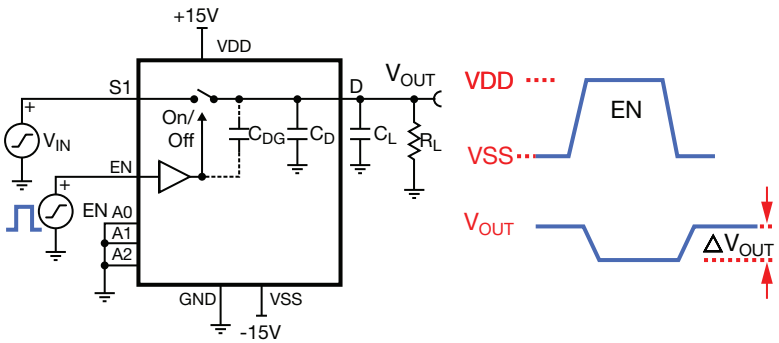 +15V
VDD
S1
D
VOUT
+
On/
Off
CDG
CD
CL
RL
VIN
EN
+
EN
A0
A1
A2
GND
VSS
-15V
VDD
EN
VSS
VOUT
ΔVOUT